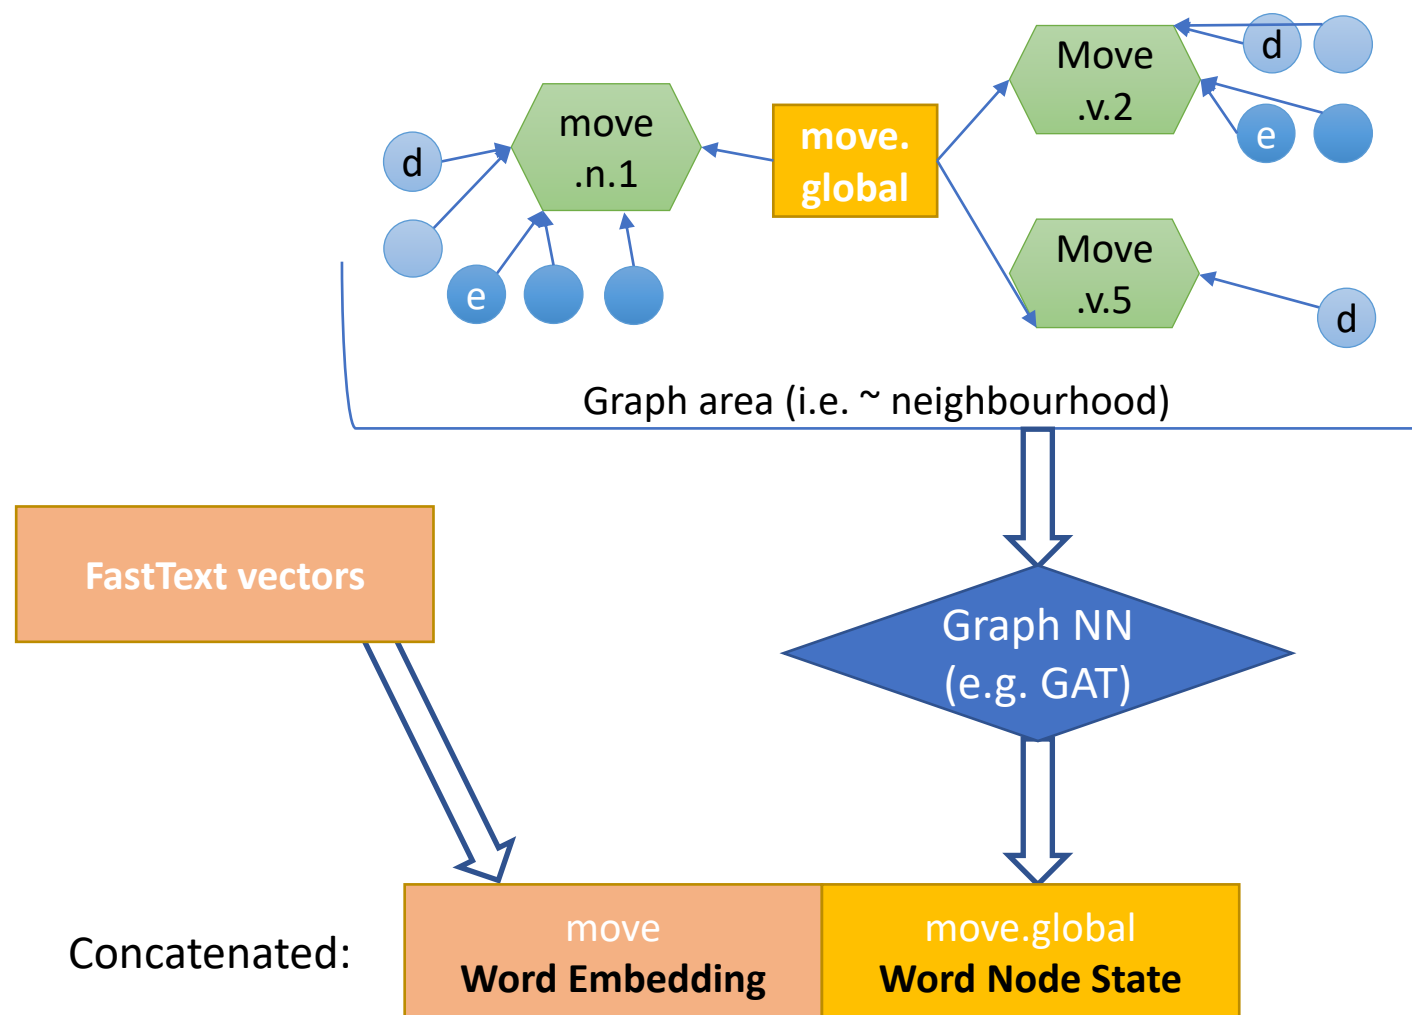 d
Move
.v.2
move
.n.1
move.
global
d
e
e
Move
.v.5
d
Graph area (i.e. ~ neighbourhood)
FastText vectors
Graph NN
(e.g. GAT)
Concatenated:
move
Word Embedding
move.global
Word Node State